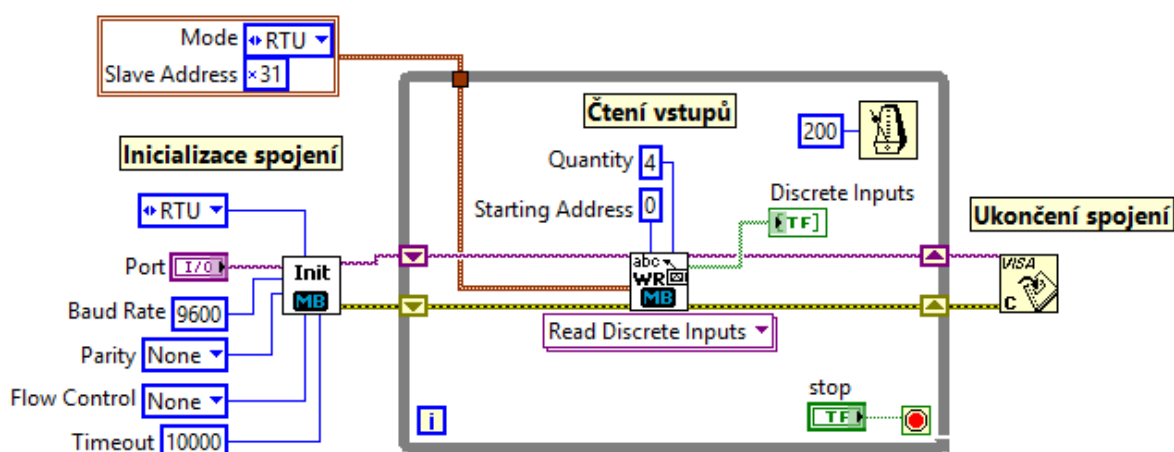 Mode RTU
Slave Address ×31
Inicializace spojení
RTU
Port I/O
Init
MB
Baud Rate 9600
Parity None
Flow Control None
Timeout 10000
Čtení vstupů
200
Quantity 4
Starting Address 0
Discrete Inputs
[TF]
abc
WR
MB
Read Discrete Inputs
stop
TF
i
Ukončení spojení
VISA
C